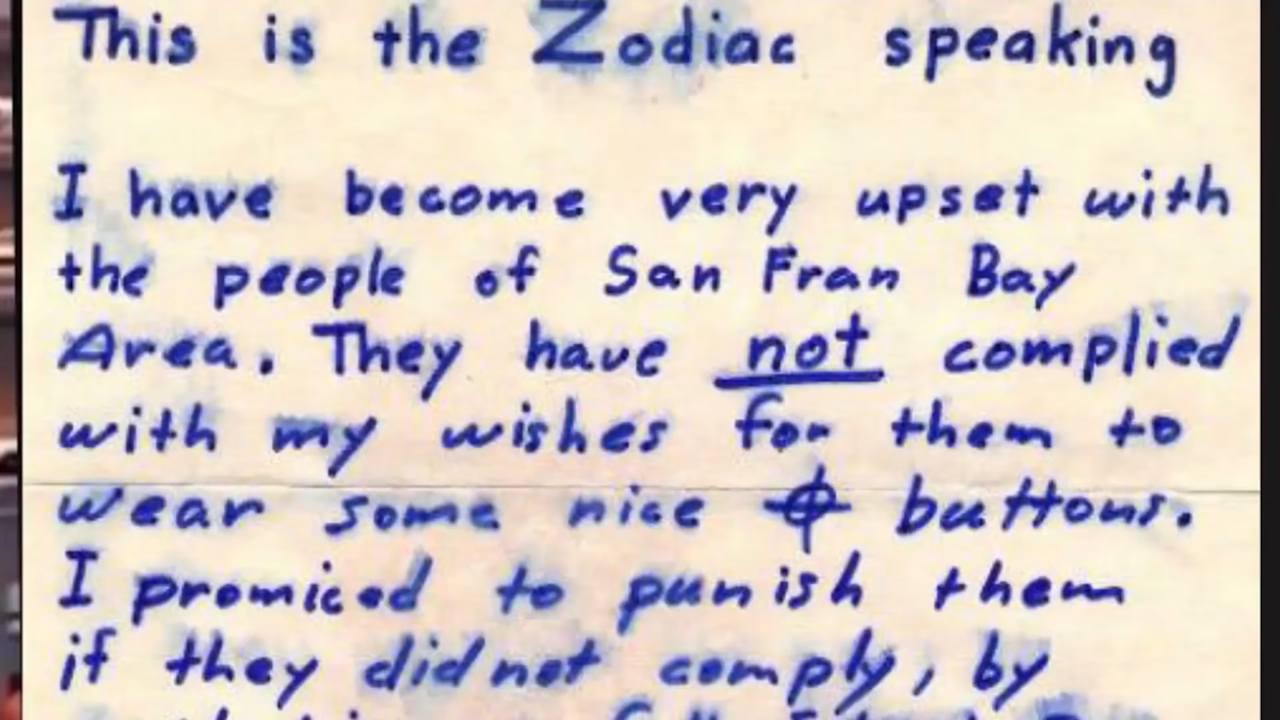 This is the Zodiac speaking
I have become very upset with
the people of San Fran Bay
Area. They have not complied
with my wishes for them to
wear some nice ⌖ buttons.
I promiced to punish them
if they did not comply, by